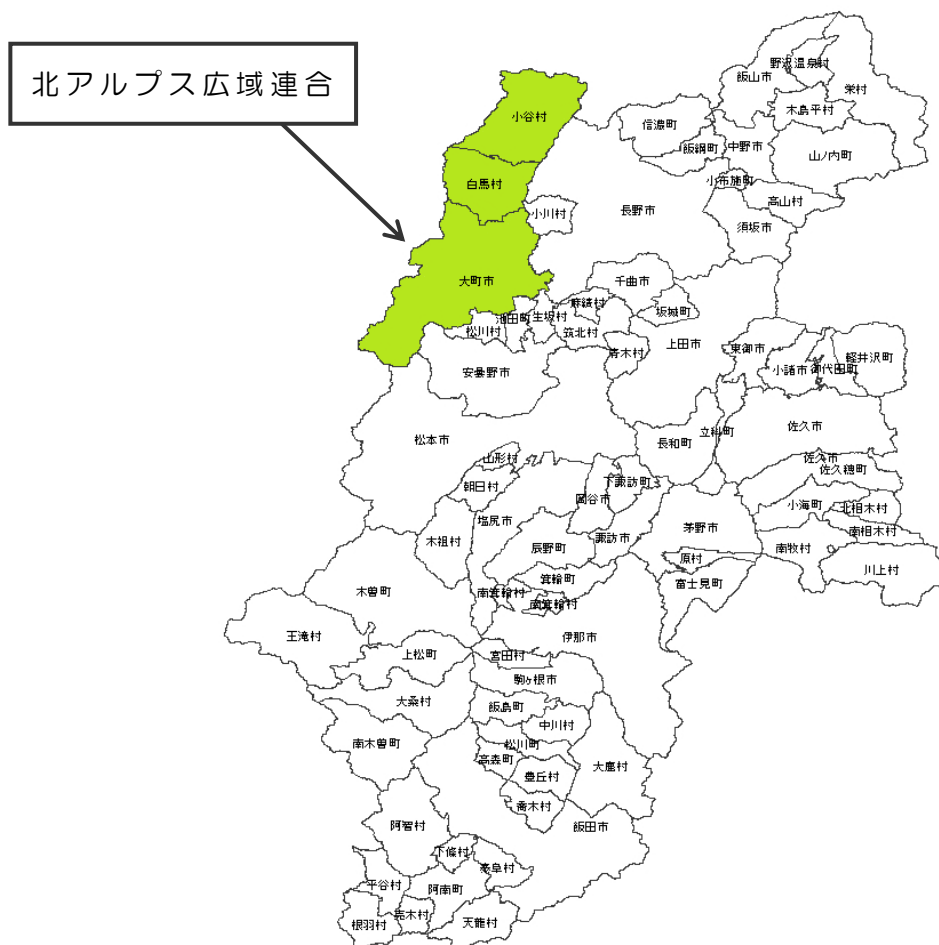 北アルプス広域連合
野沢温泉村
飯山市
栄村
小谷村
木島平村
信濃町
飯綱町
中野市
山ノ内町
白馬村
小布施町
高山村
小川村
長野市
須坂市
大町市
千曲市
麻績村
坂城町
池田町
生坂村
松川村
筑北村
上田市
青木村
東御市
軽井沢町
小諸市
御代田町
安曇野市
松本市
長和町
立科町
佐久市
山形村
佐久市
佐久穂町
朝日村
下諏訪町
岡谷市
小海町
北相木村
塩尻市
茅野市
南相木村
木祖村
辰野町
諏訪市
原村
南牧村
川上村
箕輪町
富士見町
木曽町
南箕輪村
南箕輪村
王滝村
伊那市
上松町
宮田村
駒ヶ根市
大桑村
飯島町
中川村
南木曽町
松川町
高森町
大鹿村
豊丘村
喬木村
阿智村
飯田市
下條村
泰阜村
平谷村
阿南町
売木村
根羽村
天龍村